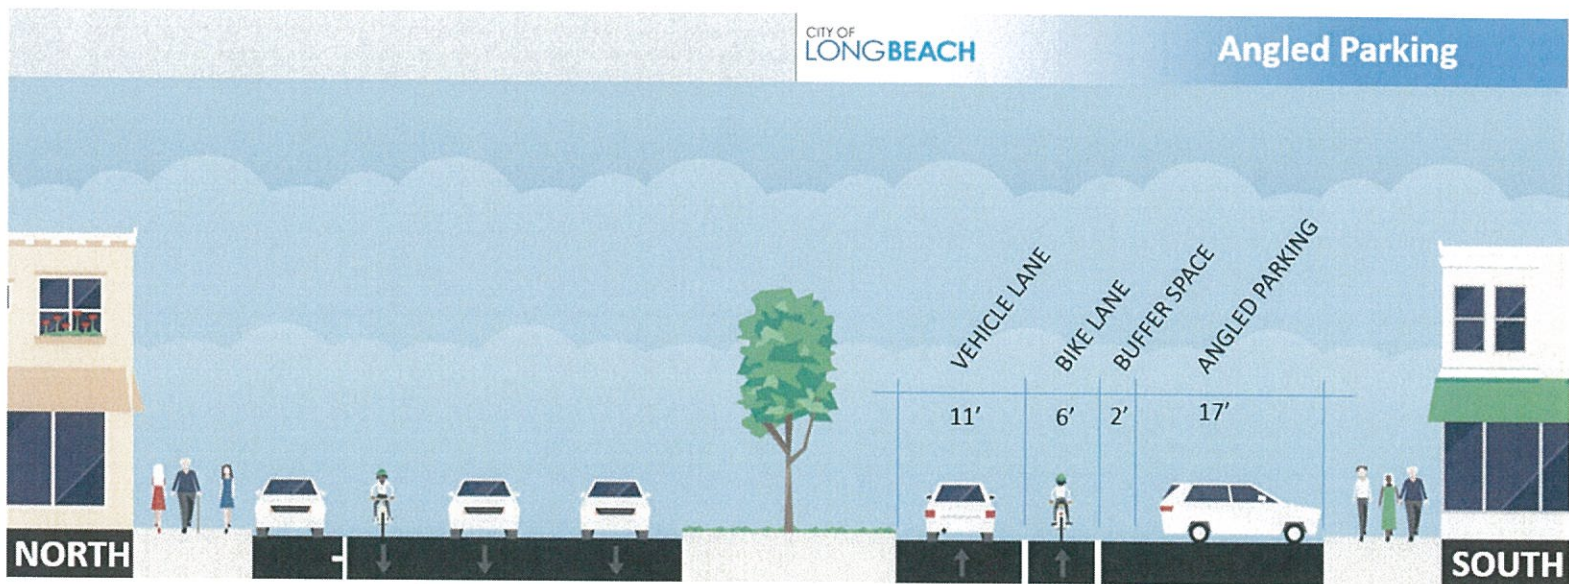 CITY OF
LONGBEACH
Angled Parking
VEHICLE LANE
BIKE LANE
BUFFER SPACE
ANGLED PARKING
11' 6' 2' 17'
NORTH
SOUTH